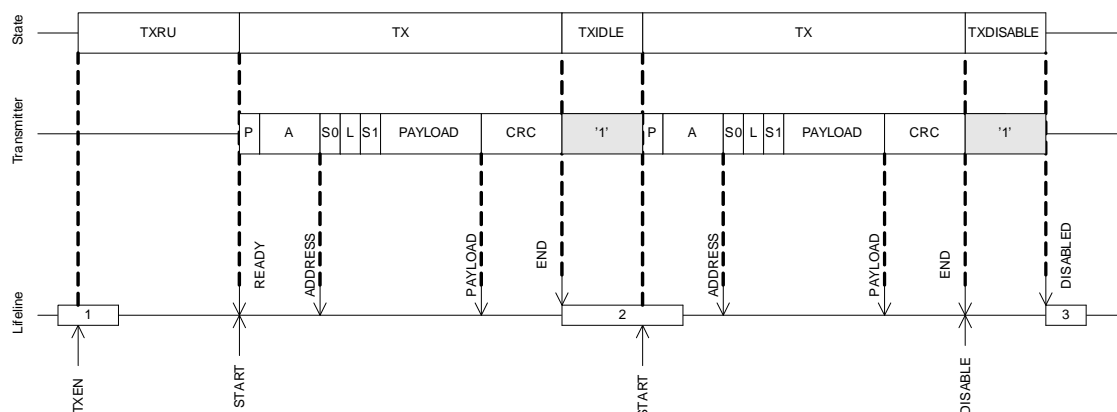 State
TXRU
TX
TXIDLE
TX
TXDISABLE
Transmitter
P
A
S0
L
S1
PAYLOAD
CRC
’1’
P
A
S0
L
S1
PAYLOAD
CRC
’1’
READY
ADDRESS
PAYLOAD
END
ADDRESS
PAYLOAD
END
DISABLED
Lifeline
1
2
3
TXEN
START
START
DISABLE